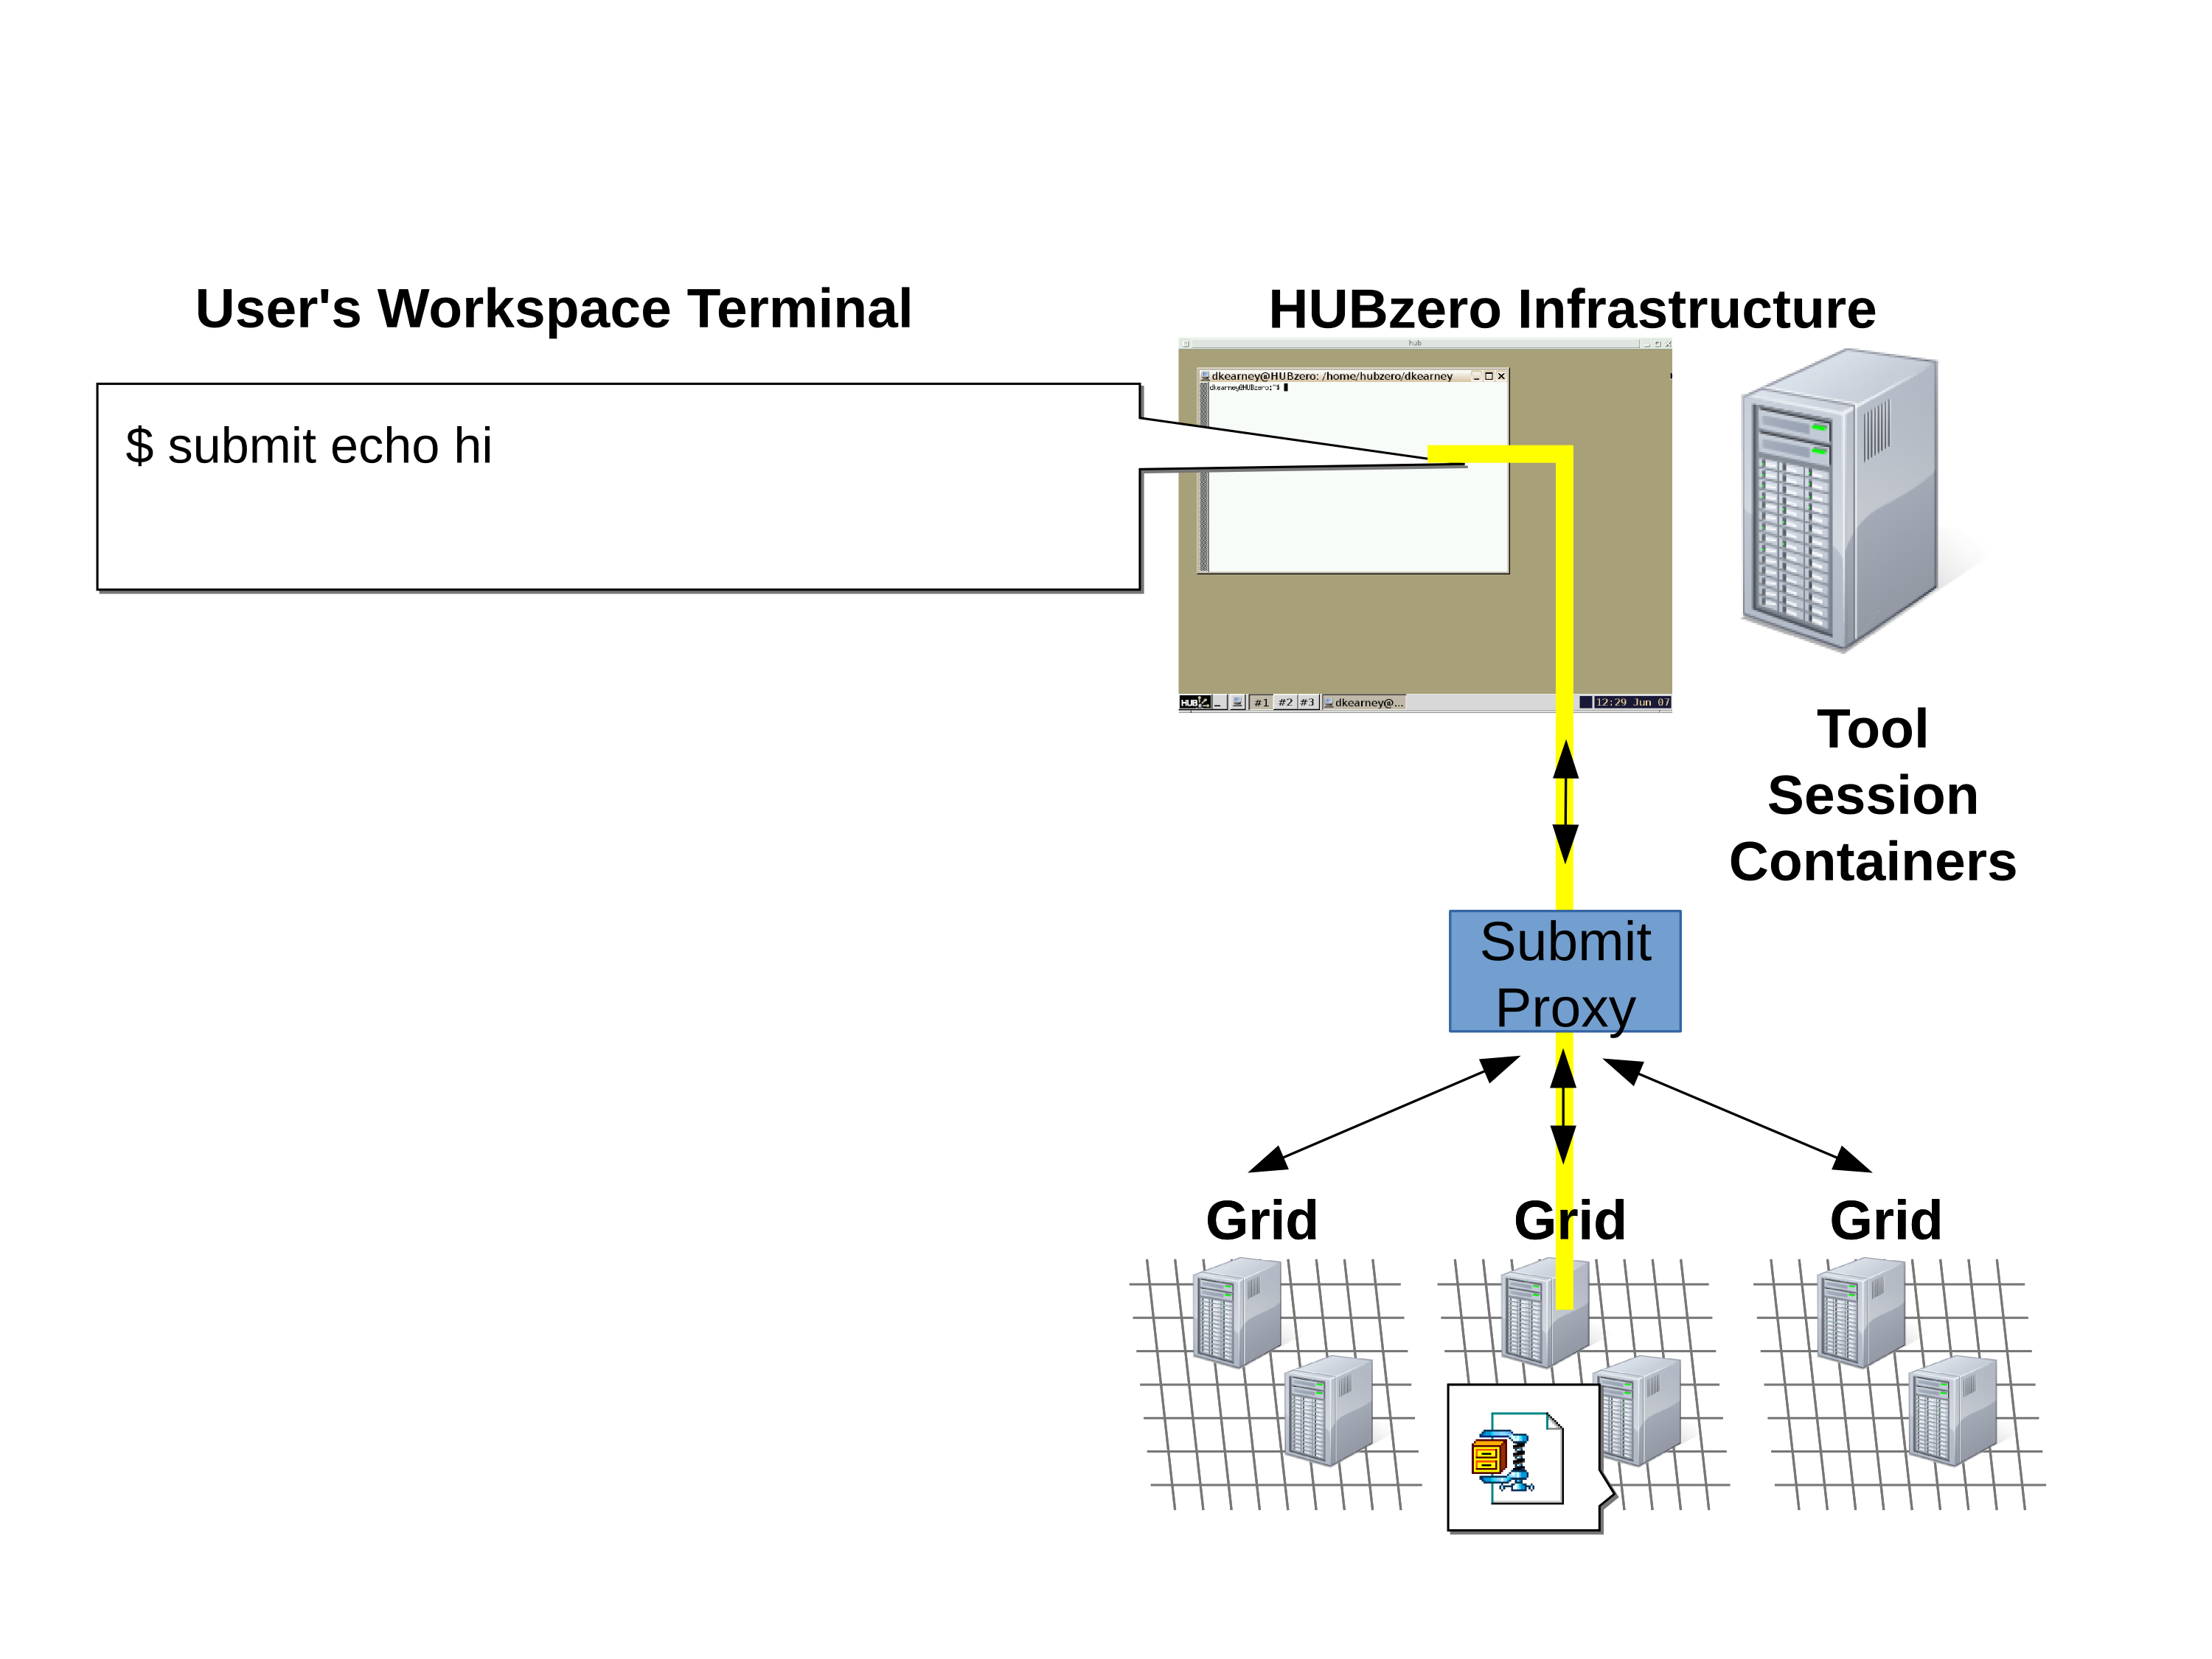 User's Workspace Terminal
HUBzero Infrastructure
hub
dkearney@HUBzero: /home/hubzero/dkearney
dkearney@HUBzero:~$
$ submit echo hi
HUB #1 #2 #3 dkearney@... 12:29 Jun 07
Tool
Session
Containers
Submit
Proxy
Grid Grid Grid